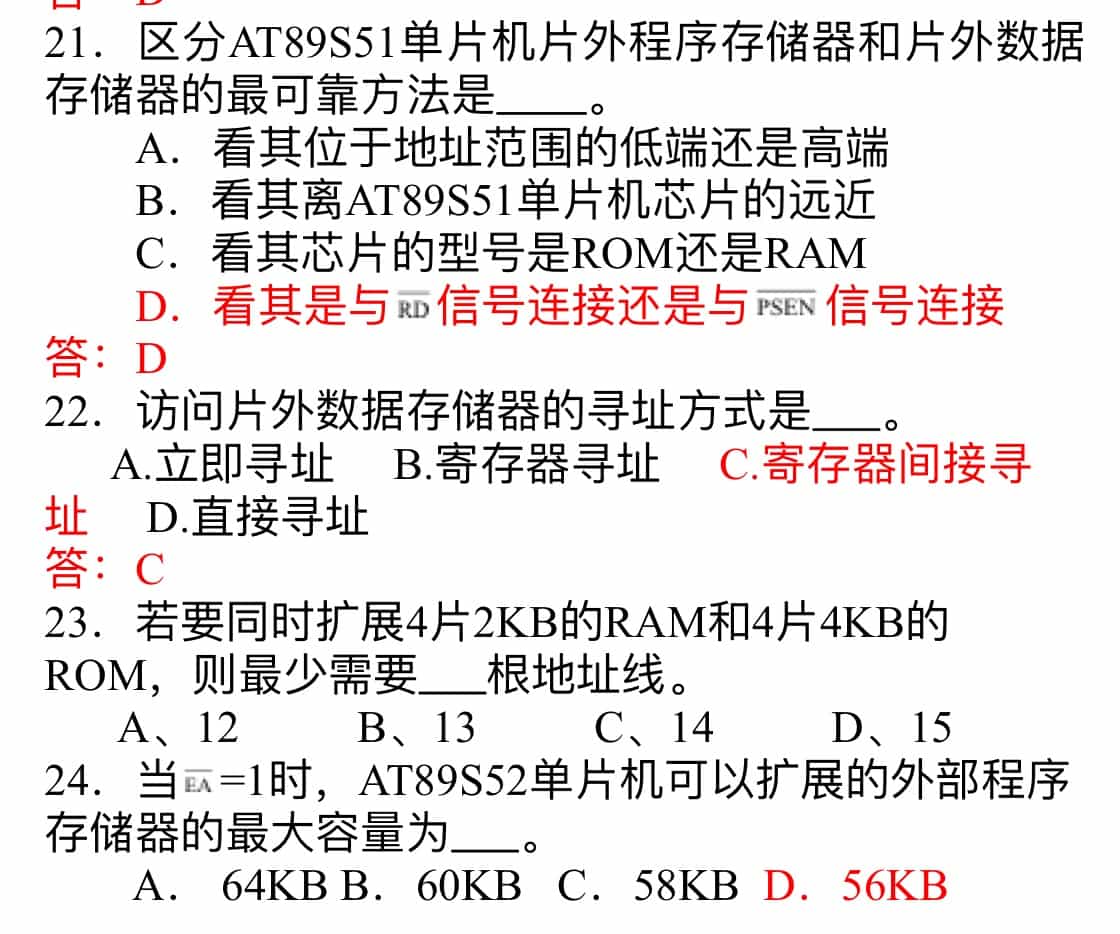 答：D
21．区分AT89S51单片机片外程序存储器和片外数据
存储器的最可靠方法是____。
A．看其位于地址范围的低端还是高端
B．看其离AT89S51单片机芯片的远近
C．看其芯片的型号是ROM还是RAM
D．看其是与RD信号连接还是与PSEN信号连接
答：D
22．访问片外数据存储器的寻址方式是___。
A.立即寻址 B.寄存器寻址 C.寄存器间接寻
址 D.直接寻址
答：C
23．若要同时扩展4片2KB的RAM和4片4KB的
ROM，则最少需要___根地址线。
A、12 B、13 C、14 D、15
24．当EA=1时，AT89S52单片机可以扩展的外部程序
存储器的最大容量为___。
A． 64KB B． 60KB C． 58KB D． 56KB